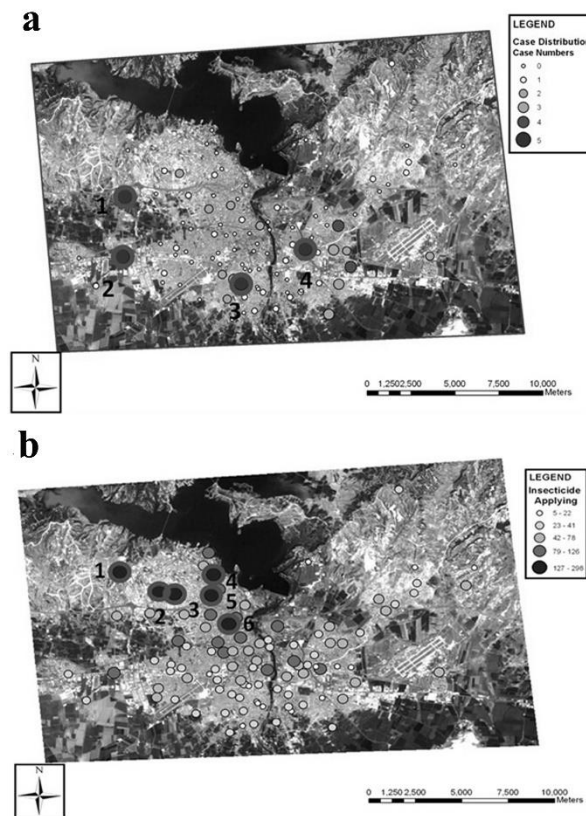 a
LEGEND
Case Distribution
Case Numbers
0
1
2
3
4
5
1
2
3
4
N
0 1,250 2,500 5,000 7,500 10,000
Meters
b
LEGEND
Insecticide
Applying
5 - 22
23 - 41
42 - 78
79 - 126
127 - 298
1
2
3
4
5
6
N
0 1,250 2,500 5,000 7,500 10,000
Meters